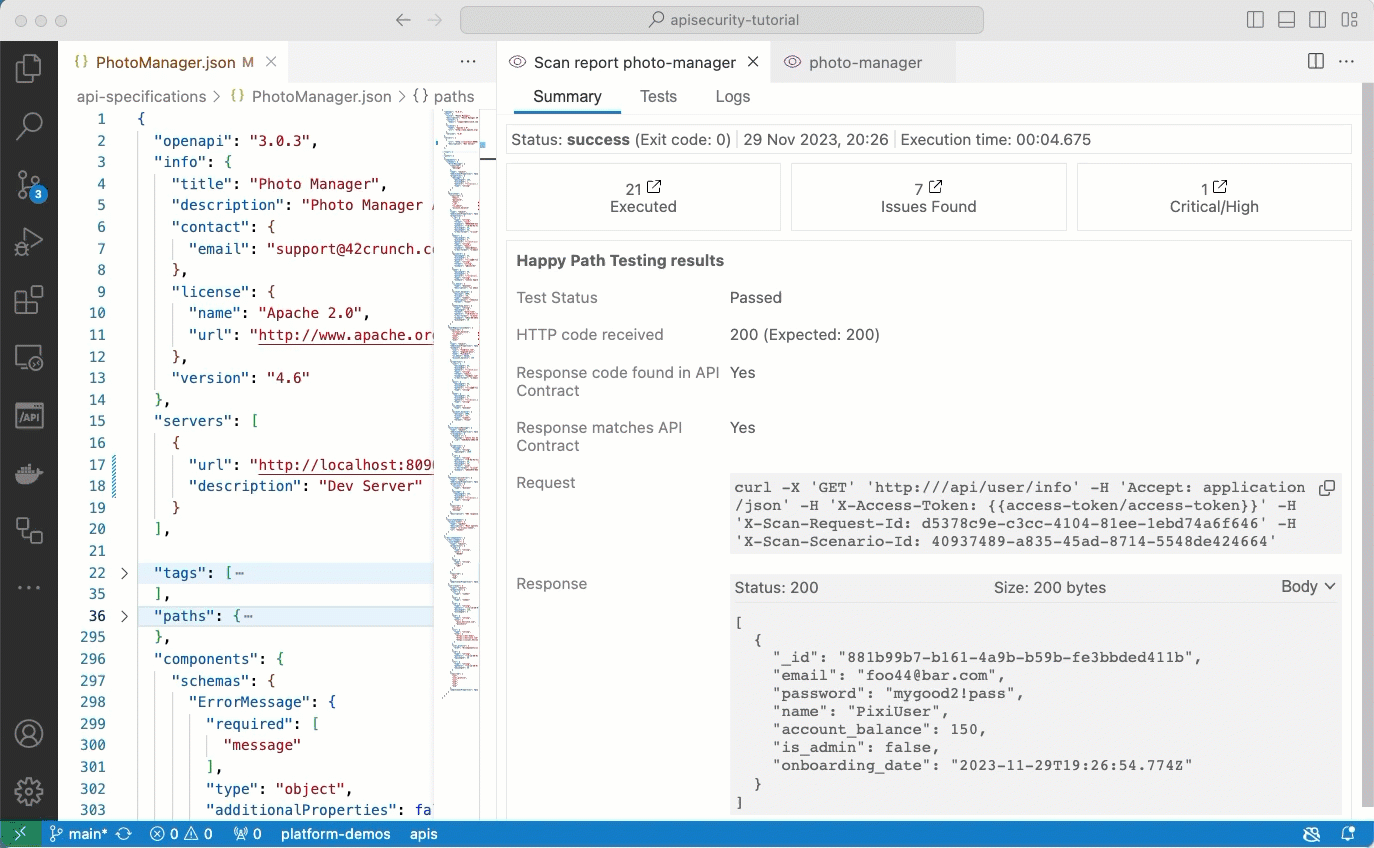 apisecurity-tutorial
PhotoManager.json M
Scan report photo-manager
photo-manager
api-specifications > {} PhotoManager.json > {} paths
1 {
2 "openapi": "3.0.3",
3 "info": {
4 "title": "Photo Manager",
5 "description": "Photo Manager
6 "contact": {
7 "email": "support@42crunch.c
8 },
9 "license": {
10 "name": "Apache 2.0",
11 "url": "http://www.apache.or
12 },
13 "version": "4.6"
14 },
15 "servers": [
16 {
17 "url": "http://localhost:809
18 "description": "Dev Server"
19 }
20 ],
21
22 "tags": [⋯
35 ],
36 "paths": {⋯
295 },
296 "components": {
297 "schemas": {
298 "ErrorMessage": {
299 "required": [
300 "message"
301 ],
302 "type": "object",
303 "additionalProperties": fa
Summary Tests Logs
Status: success (Exit code: 0) 29 Nov 2023, 20:26 Execution time: 00:04.675
21
Executed
7
Issues Found
1
Critical/High
Happy Path Testing results
Test Status Passed
HTTP code received 200 (Expected: 200)
Response code found in API Contract Yes
Response matches API Contract Yes
Request
curl -X 'GET' 'http:///api/user/info' -H 'Accept: application
/json' -H 'X-Access-Token: {{access-token/access-token}}' -H
'X-Scan-Request-Id: d5378c9e-c3cc-4104-81ee-1ebd74a6f646' -H
'X-Scan-Scenario-Id: 40937489-a835-45ad-8714-5548de424664'
Response
Status: 200 Size: 200 bytes Body
[
{
"_id": "881b99b7-b161-4a9b-b59b-fe3bbded411b",
"email": "foo44@bar.com",
"password": "mygood2!pass",
"name": "PixiUser",
"account_balance": 150,
"is_admin": false,
"onboarding_date": "2023-11-29T19:26:54.774Z"
}
]
3
/API
main* 0 0 0 platform-demos apis